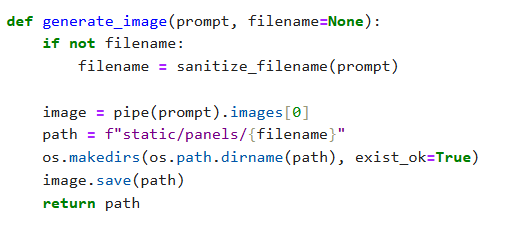 def generate_image(prompt, filename=None):
    if not filename:
        filename = sanitize_filename(prompt)

    image = pipe(prompt).images[0]
    path = f"static/panels/{filename}"
    os.makedirs(os.path.dirname(path), exist_ok=True)
    image.save(path)
    return path